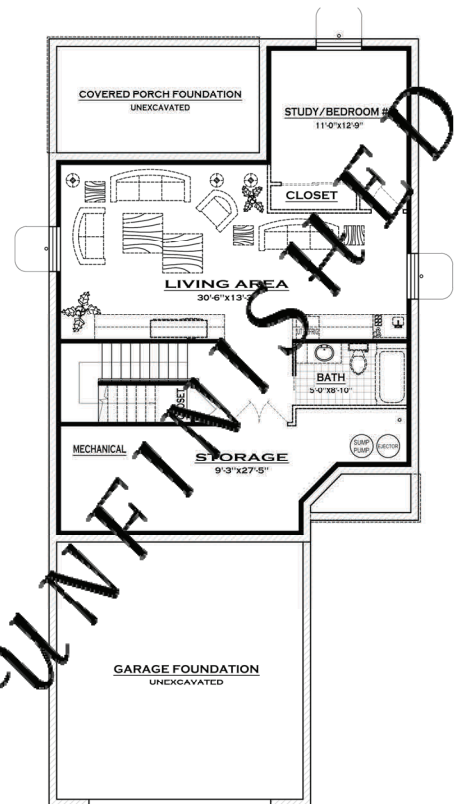 COVERED PORCH FOUNDATION
UNEXCAVATED
STUDY/BEDROOM #
11'-0"x12'-9"
CLOSET
LIVING AREA
30'-6"x13'-3"
BATH
5'-0"x8'-10"
CLOSET
MECHANICAL
STORAGE
9'-3"x27'-5"
SUMP
PUMP
EJECTOR
GARAGE FOUNDATION
UNEXCAVATED
UNFINISHED